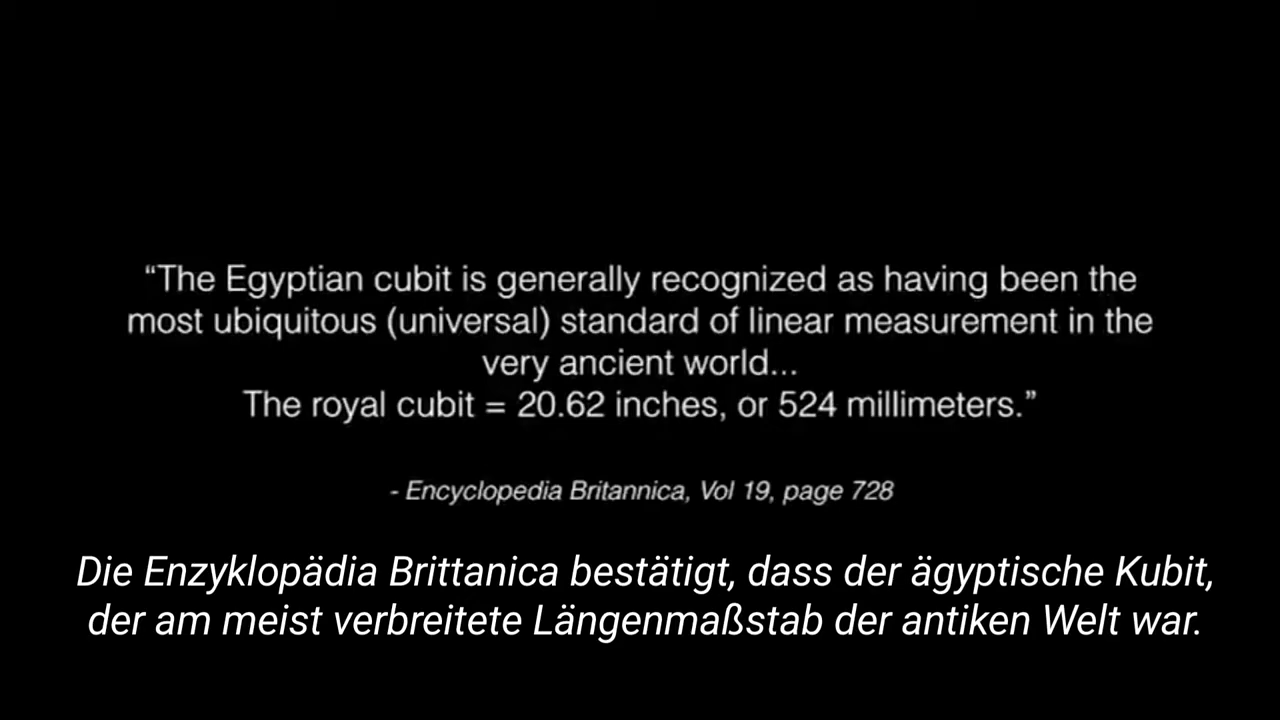 “The Egyptian cubit is generally recognized as having been the
most ubiquitous (universal) standard of linear measurement in the
very ancient world...
The royal cubit = 20.62 inches, or 524 millimeters.”
- Encyclopedia Britannica, Vol 19, page 728
Die Enzyklopädia Brittanica bestätigt, dass der ägyptische Kubit,
der am meist verbreitete Längenmaßstab der antiken Welt war.